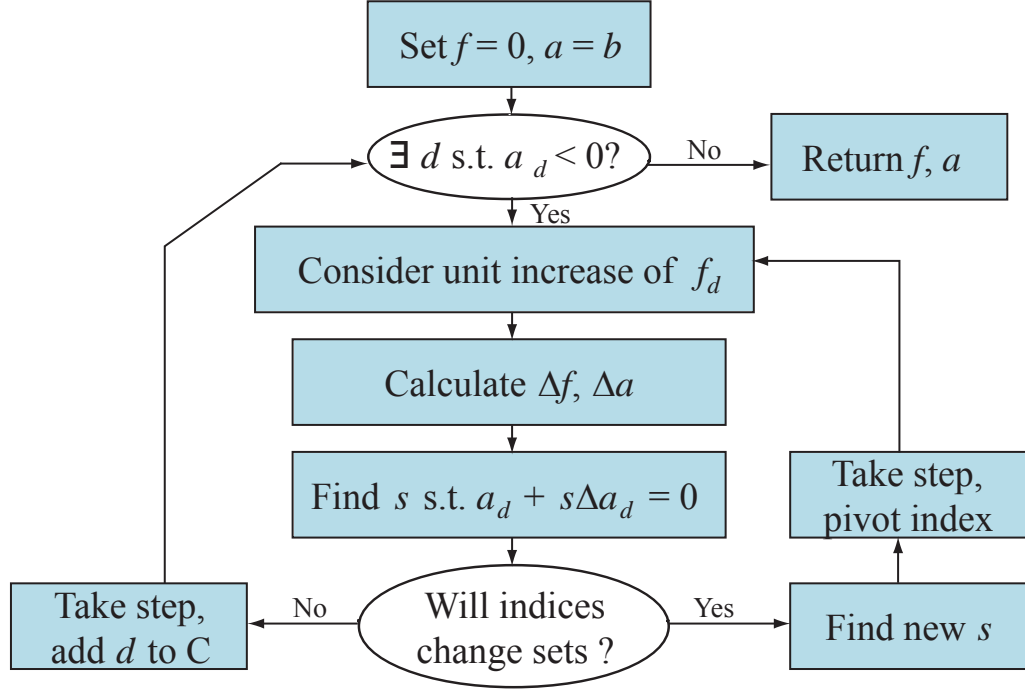 Set f = 0, a = b
∃ d s.t. a_d < 0?
No
Return f, a
Yes
Consider unit increase of f_d
Calculate Δf, Δa
Find s s.t. a_d + sΔa_d = 0
Take step,
pivot index
Take step,
add d to C
No
Will indices
change sets ?
Yes
Find new s